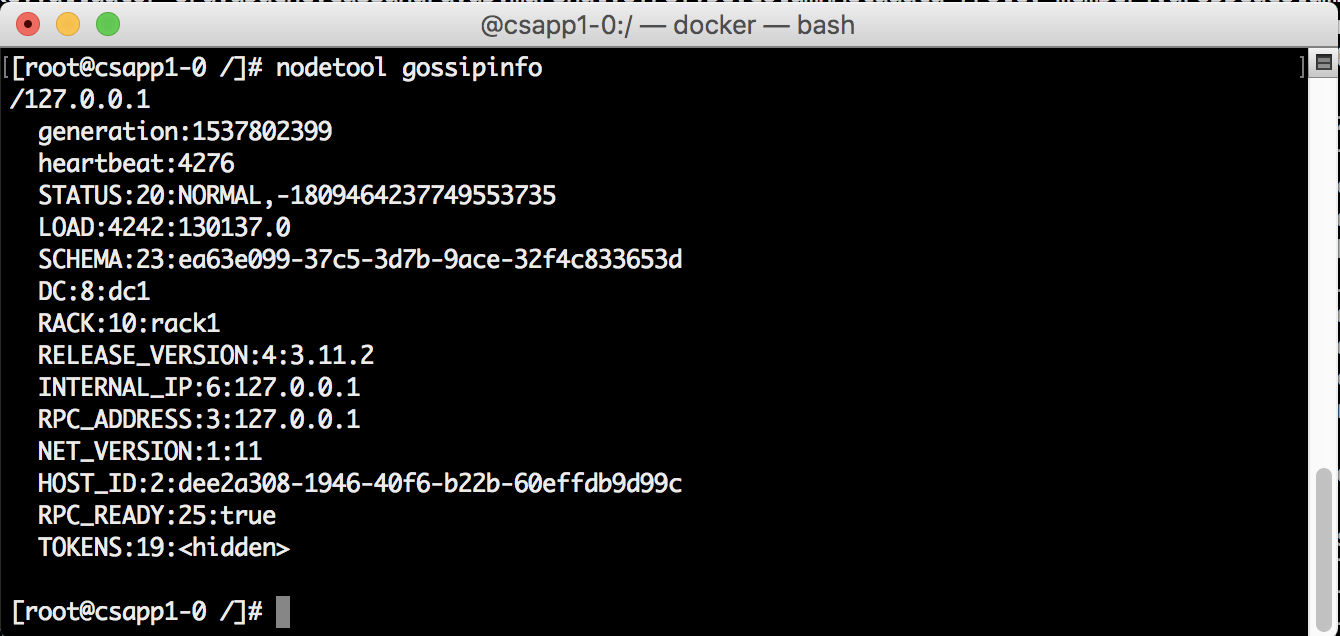 @csapp1-0:/ — docker — bash
[root@csapp1-0 /]# nodetool gossipinfo
/127.0.0.1
generation:1537802399
heartbeat:4276
STATUS:20:NORMAL,-1809464237749553735
LOAD:4242:130137.0
SCHEMA:23:ea63e099-37c5-3d7b-9ace-32f4c833653d
DC:8:dc1
RACK:10:rack1
RELEASE_VERSION:4:3.11.2
INTERNAL_IP:6:127.0.0.1
RPC_ADDRESS:3:127.0.0.1
NET_VERSION:1:11
HOST_ID:2:dee2a308-1946-40f6-b22b-60effdb9d99c
RPC_READY:25:true
TOKENS:19:<hidden>
[root@csapp1-0 /]#